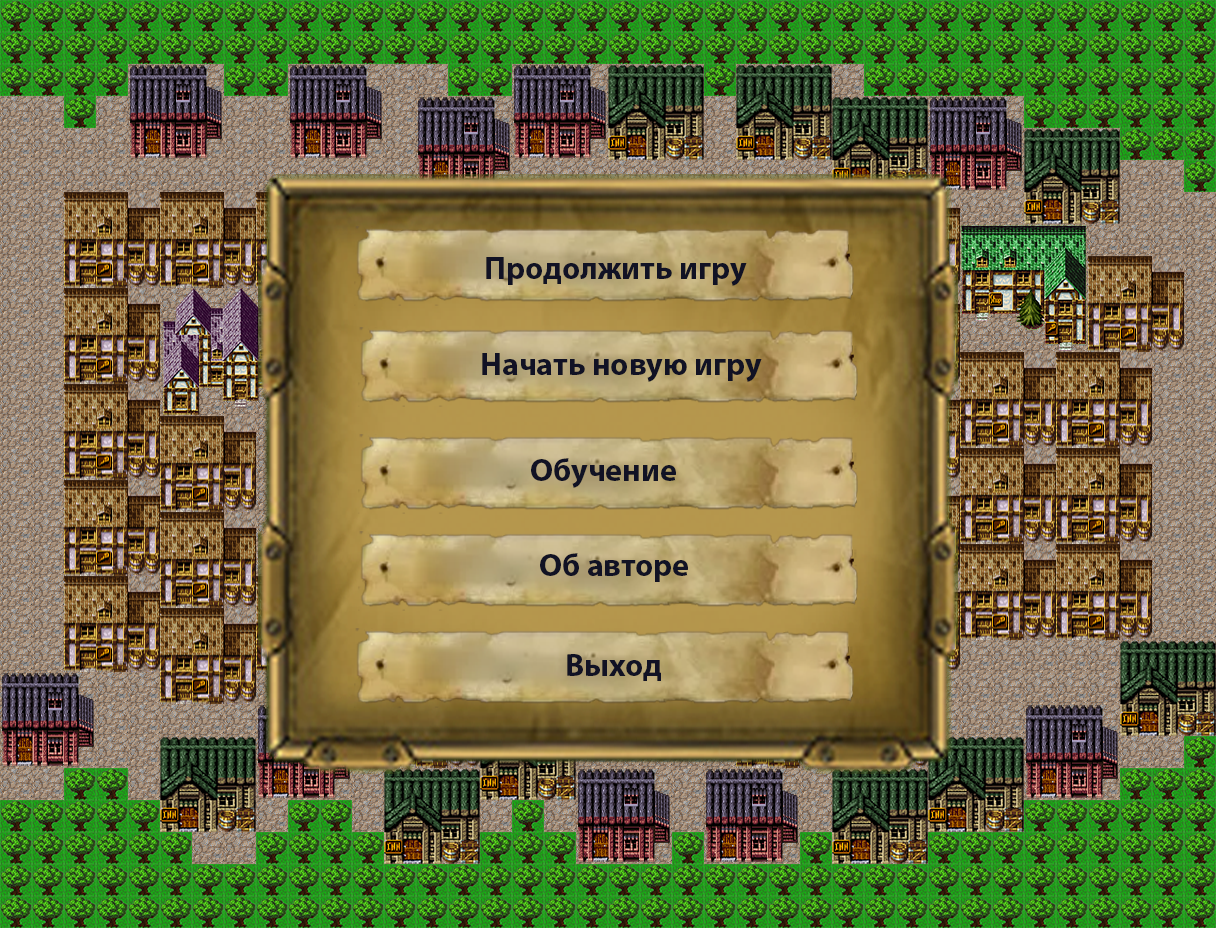 Продолжить игру
Начать новую игру
Обучение
Об авторе
Выход